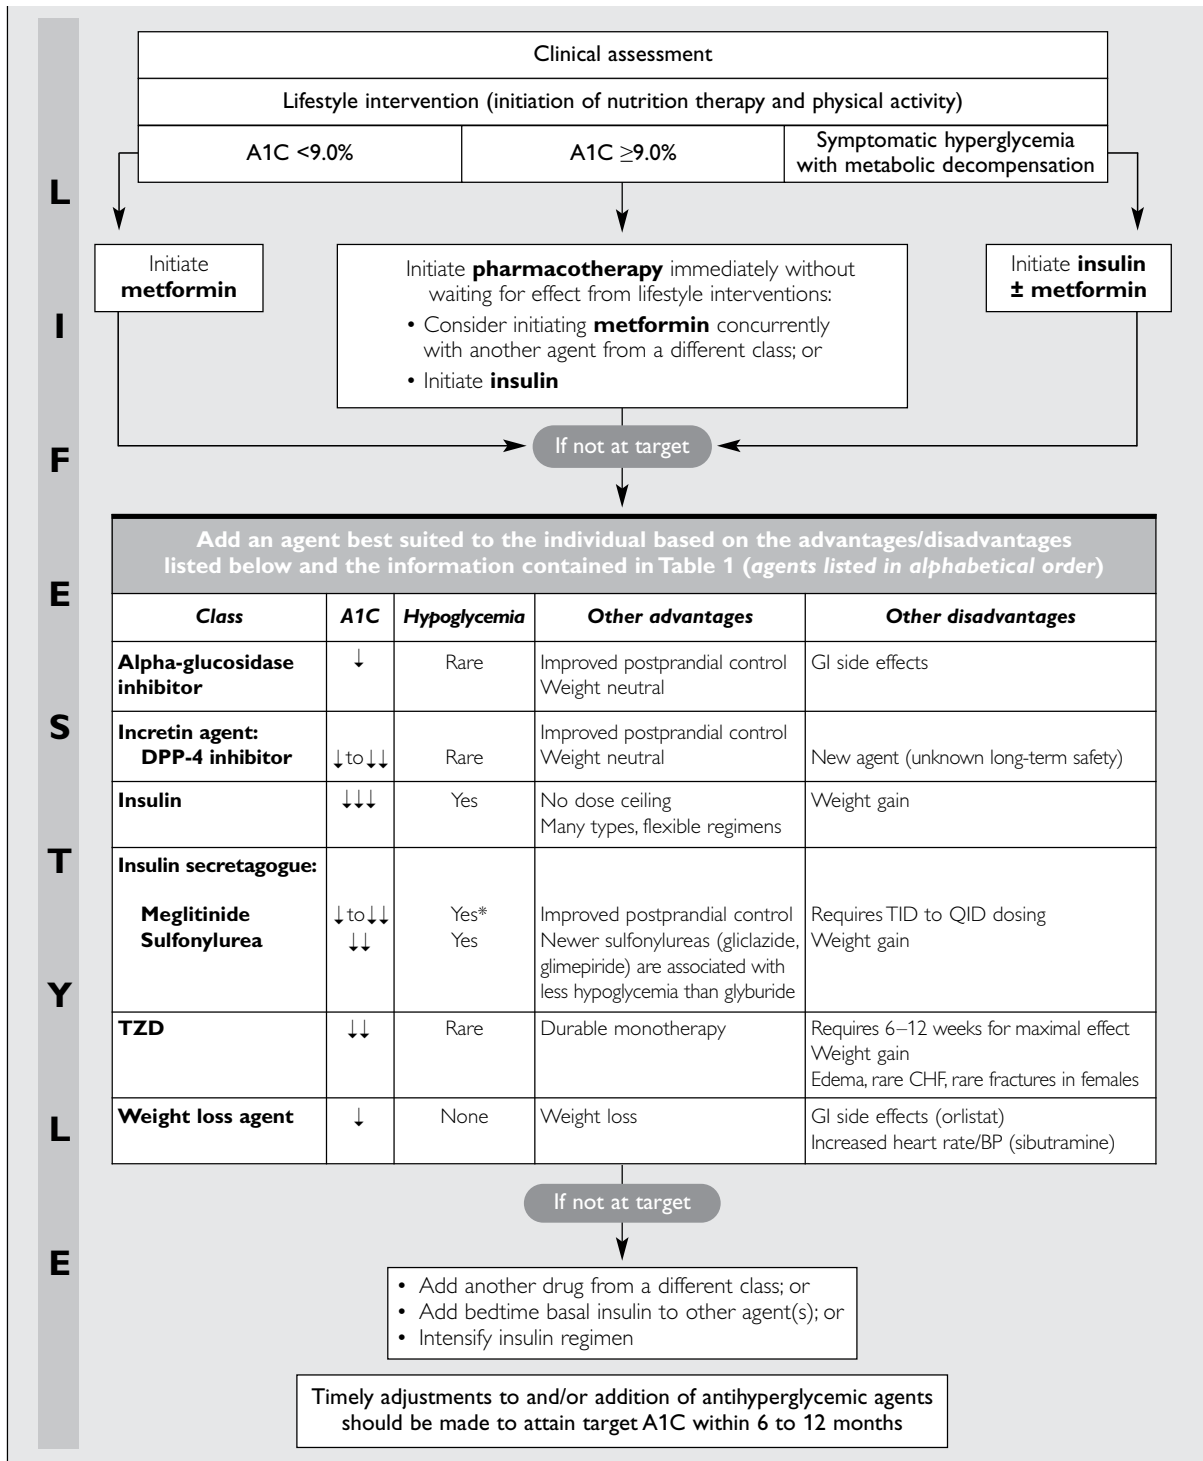 Clinical assessment
Lifestyle intervention (initiation of nutrition therapy and physical activity)
A1C <9.0%
A1C ≥9.0%
Symptomatic hyperglycemia
with metabolic decompensation
Initiate
metformin
Initiate pharmacotherapy immediately without
waiting for effect from lifestyle interventions:
• Consider initiating metformin concurrently
with another agent from a different class; or
• Initiate insulin
Initiate insulin
± metformin
If not at target
Add an agent best suited to the individual based on the advantages/disadvantages
listed below and the information contained in Table 1 (agents listed in alphabetical order)
Class A1C Hypoglycemia Other advantages Other disadvantages
Alpha-glucosidase ↓ Rare Improved postprandial control GI side effects
inhibitor Weight neutral
Incretin agent: Improved postprandial control
DPP-4 inhibitor ↓to↓↓ Rare Weight neutral New agent (unknown long-term safety)
Insulin ↓↓↓ Yes No dose ceiling Weight gain
Many types, flexible regimens
Insulin secretagogue:
Meglitinide ↓to↓↓ Yes* Improved postprandial control Requires TID to QID dosing
Sulfonylurea ↓↓ Yes Newer sulfonylureas (gliclazide, Weight gain
glimepiride) are associated with
less hypoglycemia than glyburide
TZD ↓↓ Rare Durable monotherapy Requires 6–12 weeks for maximal effect
Weight gain
Edema, rare CHF, rare fractures in females
Weight loss agent ↓ None Weight loss GI side effects (orlistat)
Increased heart rate/BP (sibutramine)
If not at target
• Add another drug from a different class; or
• Add bedtime basal insulin to other agent(s); or
• Intensify insulin regimen
Timely adjustments to and/or addition of antihyperglycemic agents
should be made to attain target A1C within 6 to 12 months
L
I
F
E
S
T
Y
L
E